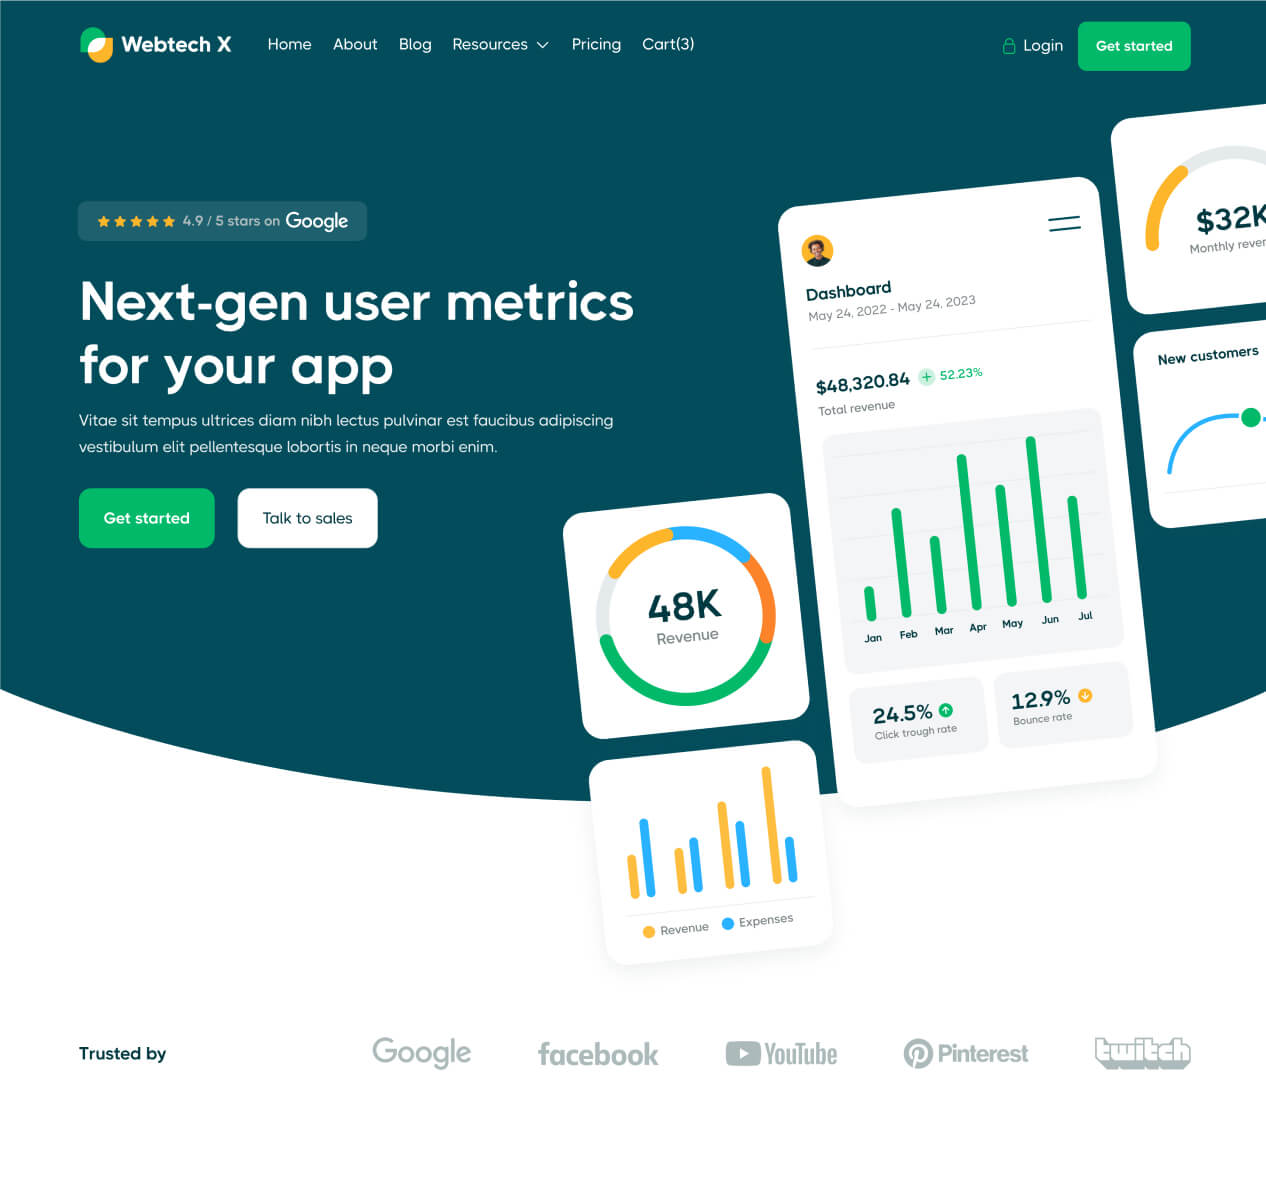 Webtech X
Home
About
Blog
Resources
Pricing
Cart(3)
Login
Get started
4.9 / 5 stars on Google
Next-gen user metrics
for your app
Vitae sit tempus ultrices diam nibh lectus pulvinar est faucibus adipiscing
vestibulum elit pellentesque lobortis in neque morbi enim.
Get started
Talk to sales
48K
Revenue
Revenue
Expenses
Dashboard
May 24, 2022 - May 24, 2023
$48,320.84
52.23%
Total revenue
Jan
Feb
Mar
Apr
May
Jun
Jul
24.5%
Click trough rate
12.9%
Bounce rate
$32K
Monthly
New customers
Trusted by
Google
facebook
YouTube
Pinterest
twitch